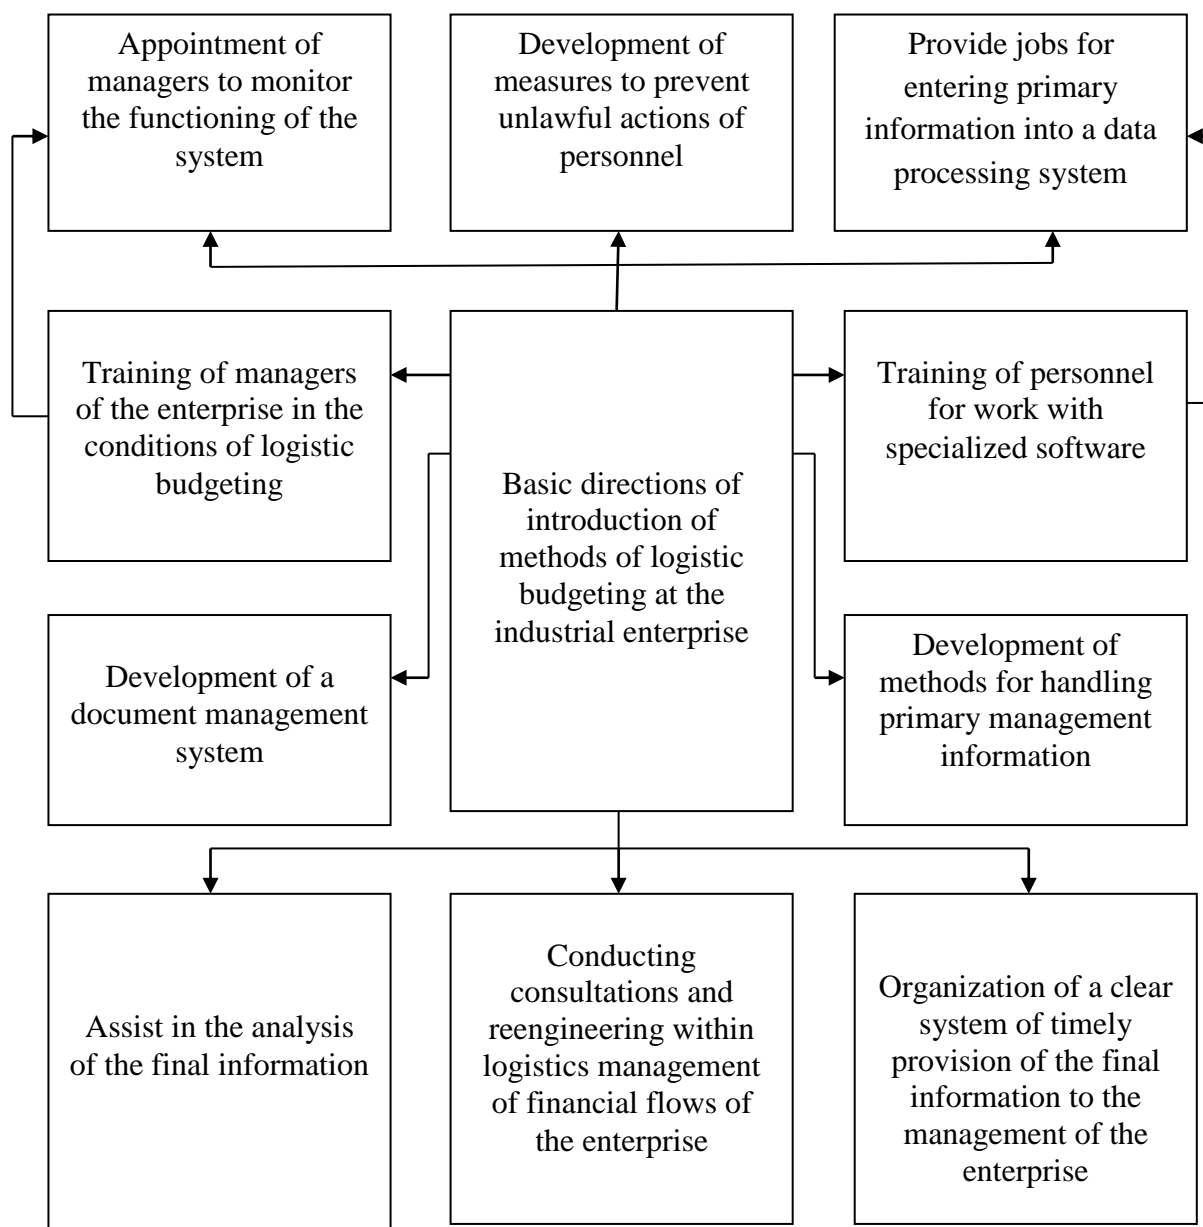 Appointment of
managers to monitor
the functioning of the
system
Development of
measures to prevent
unlawful actions of
personnel
Provide jobs for
entering primary
information into a data
processing system
Training of managers
of the enterprise in the
conditions of logistic
budgeting
Basic directions of
introduction of
methods of logistic
budgeting at the
industrial enterprise
Training of personnel
for work with
specialized software
Development of a
document management
system
Development of
methods for handling
primary management
information
Assist in the analysis
of the final information
Conducting
consultations and
reengineering within
logistics management
of financial flows of
the enterprise
Organization of a clear
system of timely
provision of the final
information to the
management of the
enterprise